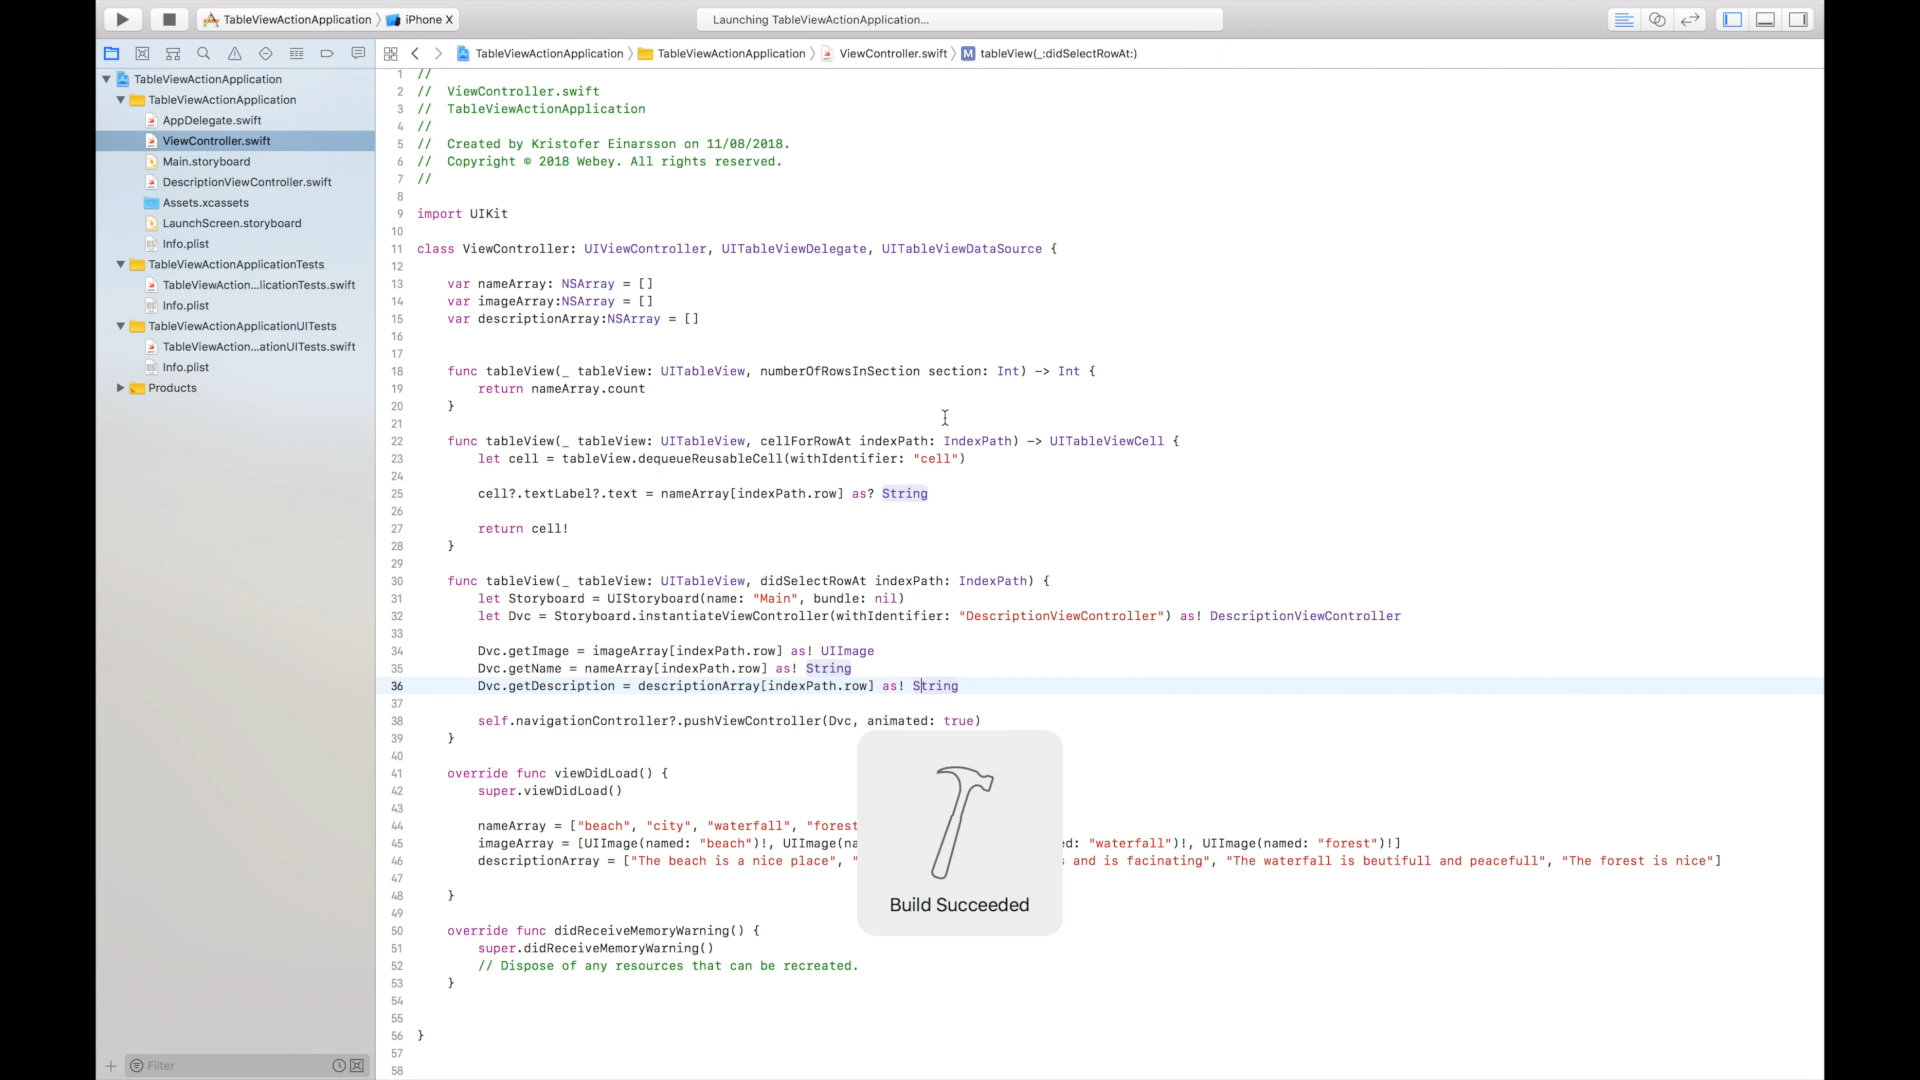 TableViewActionApplication
iPhone X
Launching TableViewActionApplication...
TableViewActionApplication
TableViewActionApplication
ViewController.swift
M
tableView(_:didSelectRowAt:)
TableViewActionApplication
TableViewActionApplication
AppDelegate.swift
ViewController.swift
Main.storyboard
DescriptionViewController.swift
Assets.xcassets
LaunchScreen.storyboard
Info.plist
TableViewActionApplicationTests
TableViewAction...licationTests.swift
Info.plist
TableViewActionApplicationUITests
TableViewAction...ationUITests.swift
Info.plist
Products
Filter
1 //
2 //  ViewController.swift
3 //  TableViewActionApplication
4 //
5 //  Created by Kristofer Einarsson on 11/08/2018.
6 //  Copyright © 2018 Webey. All rights reserved.
7 //
8
9 import UIKit
10
11 class ViewController: UIViewController, UITableViewDelegate, UITableViewDataSource {
12
13     var nameArray: NSArray = []
14     var imageArray:NSArray = []
15     var descriptionArray:NSArray = []
16
17
18     func tableView(_ tableView: UITableView, numberOfRowsInSection section: Int) -> Int {
19         return nameArray.count
20     }
21
22     func tableView(_ tableView: UITableView, cellForRowAt indexPath: IndexPath) -> UITableViewCell {
23         let cell = tableView.dequeueReusableCell(withIdentifier: "cell")
24
25         cell?.textLabel?.text = nameArray[indexPath.row] as? String
26
27         return cell!
28     }
29
30     func tableView(_ tableView: UITableView, didSelectRowAt indexPath: IndexPath) {
31         let Storyboard = UIStoryboard(name: "Main", bundle: nil)
32         let Dvc = Storyboard.instantiateViewController(withIdentifier: "DescriptionViewController") as! DescriptionViewController
33
34         Dvc.getImage = imageArray[indexPath.row] as! UIImage
35         Dvc.getName = nameArray[indexPath.row] as! String
36         Dvc.getDescription = descriptionArray[indexPath.row] as! String
37
38         self.navigationController?.pushViewController(Dvc, animated: true)
39     }
40
41     override func viewDidLoad() {
42         super.viewDidLoad()
43
44         nameArray = ["beach", "city", "waterfall", "forest
45         imageArray = [UIImage(named: "beach")!, UIImage(na ed: "waterfall")!, UIImage(named: "forest")!]
46         descriptionArray = ["The beach is a nice place", " s and is facinating", "The waterfall is beutifull and peacefull", "The forest is nice"]
47
48     }
49
50     override func didReceiveMemoryWarning() {
51         super.didReceiveMemoryWarning()
52         // Dispose of any resources that can be recreated.
53     }
54
55
56 }
57
58
Build Succeeded